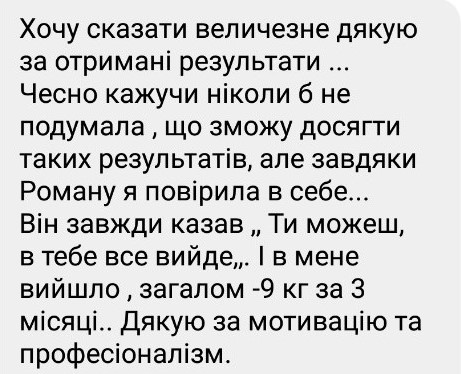 Хочу сказати величезне дякую
за отримані результати ...
Чесно кажучи ніколи б не
подумала , що зможу досягти
таких результатів, але завдяки
Роману я повірила в себе...
Він завжди казав „ Ти можеш,
в тебе все вийде„. І в мене
вийшло , загалом -9 кг за 3
місяці.. Дякую за мотивацію та
професіоналізм.